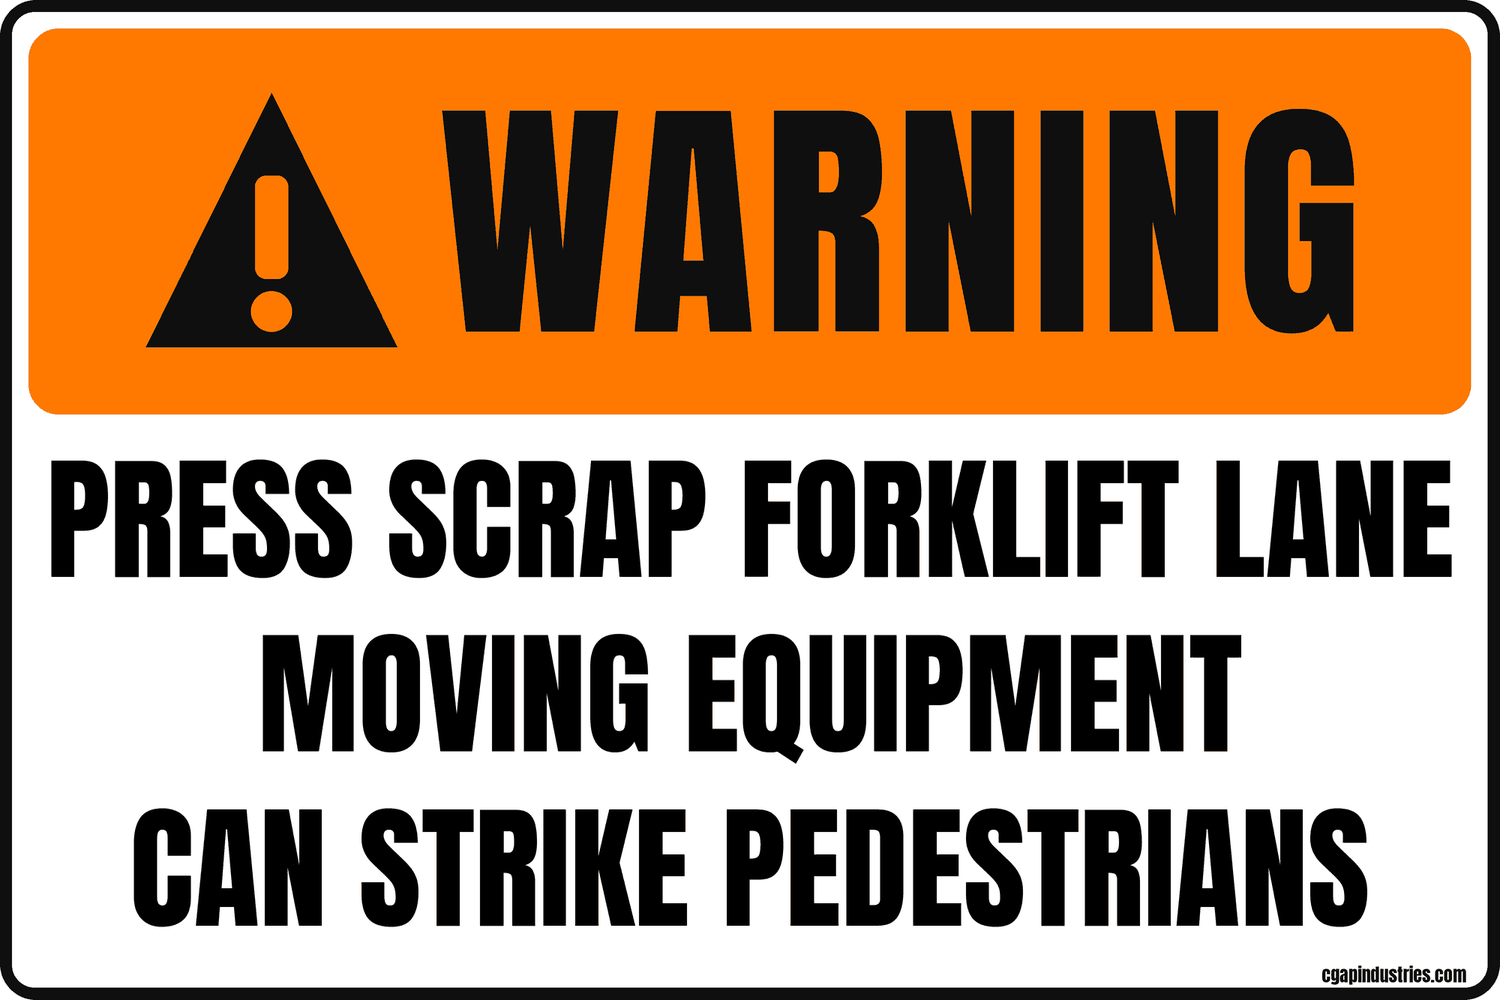 WARNING
PRESS SCRAP FORKLIFT LANE
MOVING EQUIPMENT
CAN STRIKE PEDESTRIANS
cgapindustries.com